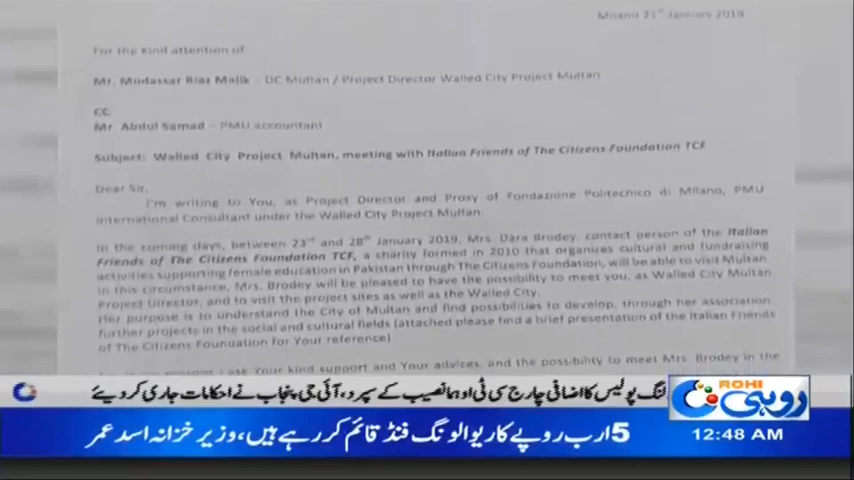 Milano 21st January 2019
For the kind attention of
Mr. Mudassar Riaz Malik – DC Multan / Project Director Walled City Project Multan
CC.
Mr Abdul Samad – PMU accountant
Subject: Walled City Project Multan, meeting with Italian Friends of The Citizens Foundation TCF
Dear Sir,
I'm writing to You, as Project Director and Proxy of Fondazione Politecnico di Milano, PMU
International Consultant under the Walled City Project Multan.
In the coming days, between 23rd and 28th January 2019, Mrs. Dara Brodey, contact person of the Italian
Friends of The Citizens Foundation TCF, a charity formed in 2010 that organizes cultural and fundraising
activities supporting female education in Pakistan through The Citizens Foundation, will be able to visit Multan.
In this circumstance, Mrs. Brodey will be pleased to have the possibility to meet you, as Walled City Multan
Project Director, and to visit the project sites as well as the Walled City.
Her purpose is to understand the City of Multan and find possibilities to develop, through her association
further projects in the social and cultural fields (attached please find a brief presentation of the Italian Friends
of The Citizens Foundation for Your reference)
I ask Your kind support and Your advices, and the possibility to meet Mrs. Brodey in the
پولیس کا اضافی چارج سی ٹی او ہما نصیب کے سپرد، آئی جی پنجاب نے احکامات جاری کر دیئے
ROHI
روہی
5 ارب روپے کا ریوالونگ فنڈ قائم کر رہے ہیں، وزیر خزانہ اسد عمر
12:48 AM